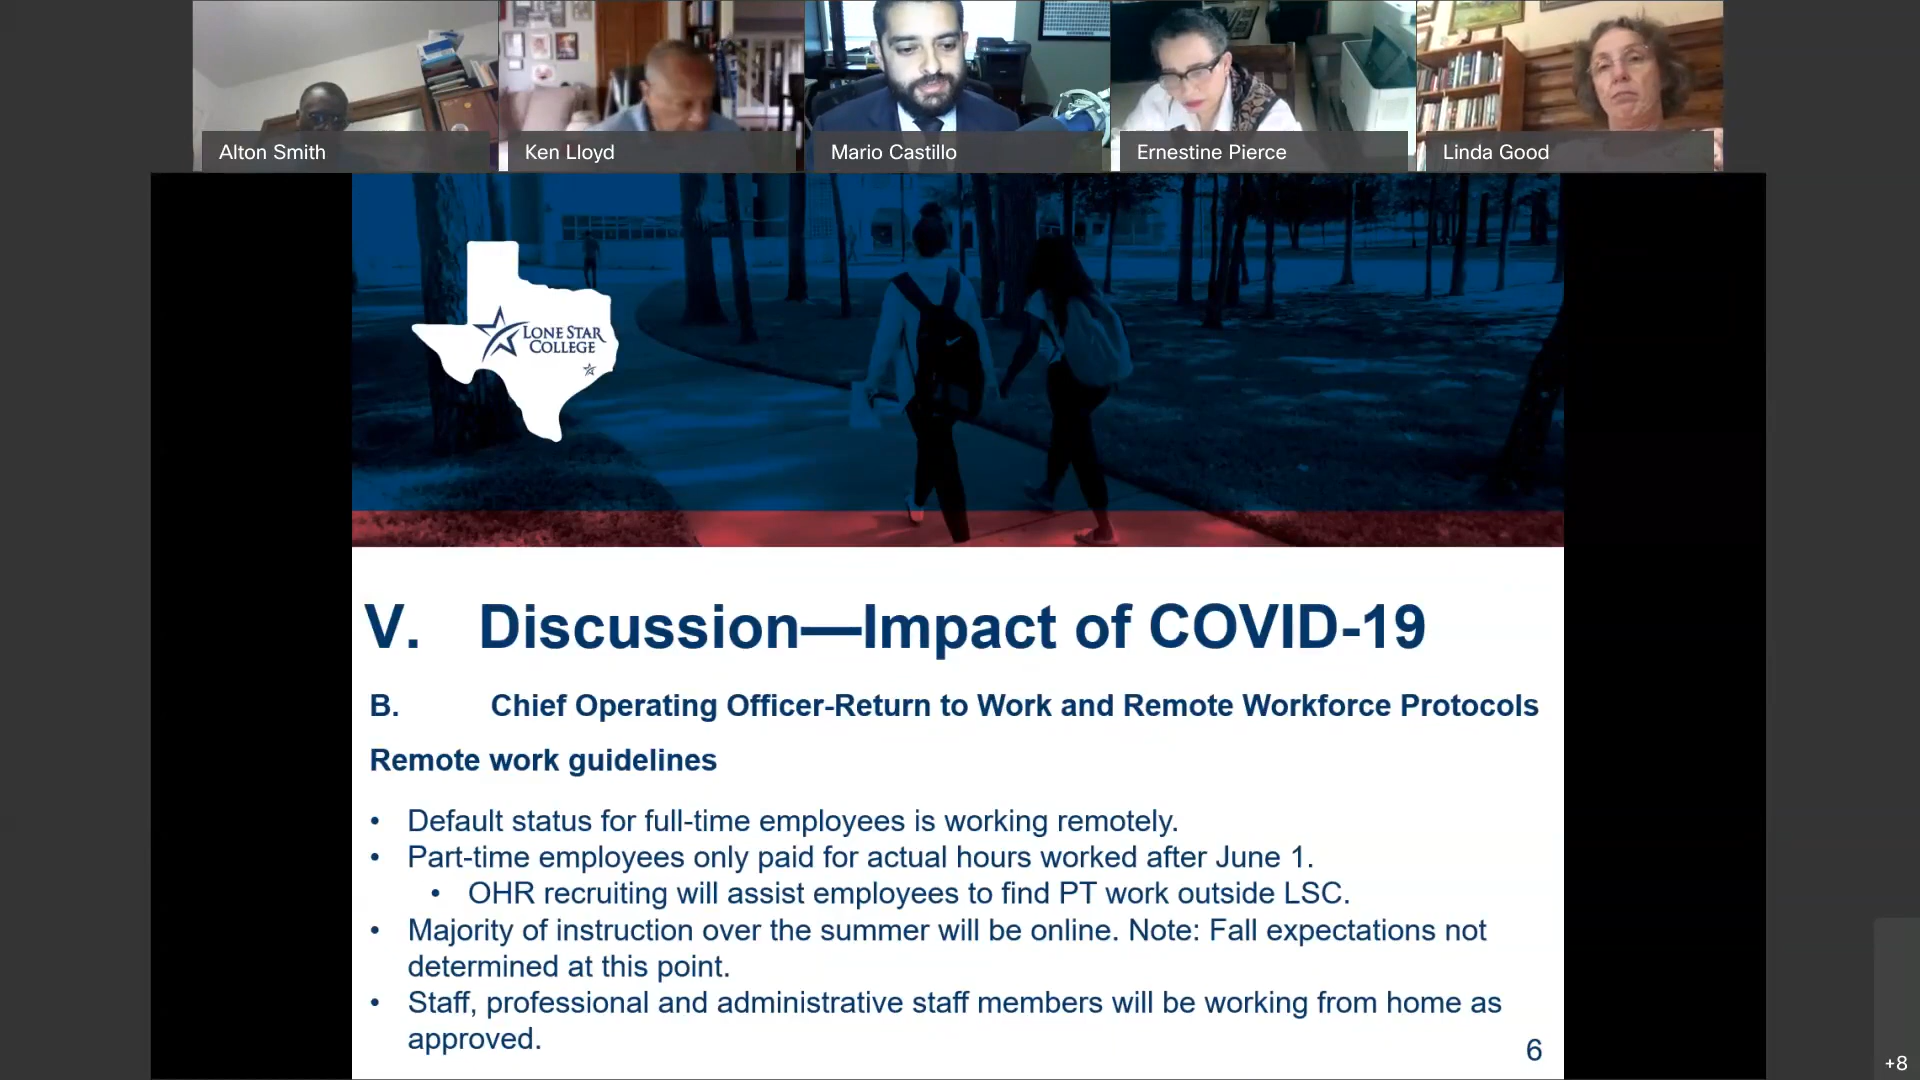 Alton Smith
Ken Lloyd
Mario Castillo
Ernestine Pierce
Linda Good
LONE STAR
COLLEGE
V. Discussion—Impact of COVID-19
B. Chief Operating Officer-Return to Work and Remote Workforce Protocols
Remote work guidelines
• Default status for full-time employees is working remotely.
• Part-time employees only paid for actual hours worked after June 1.
• OHR recruiting will assist employees to find PT work outside LSC.
• Majority of instruction over the summer will be online. Note: Fall expectations not
determined at this point.
• Staff, professional and administrative staff members will be working from home as
approved.
6
+8